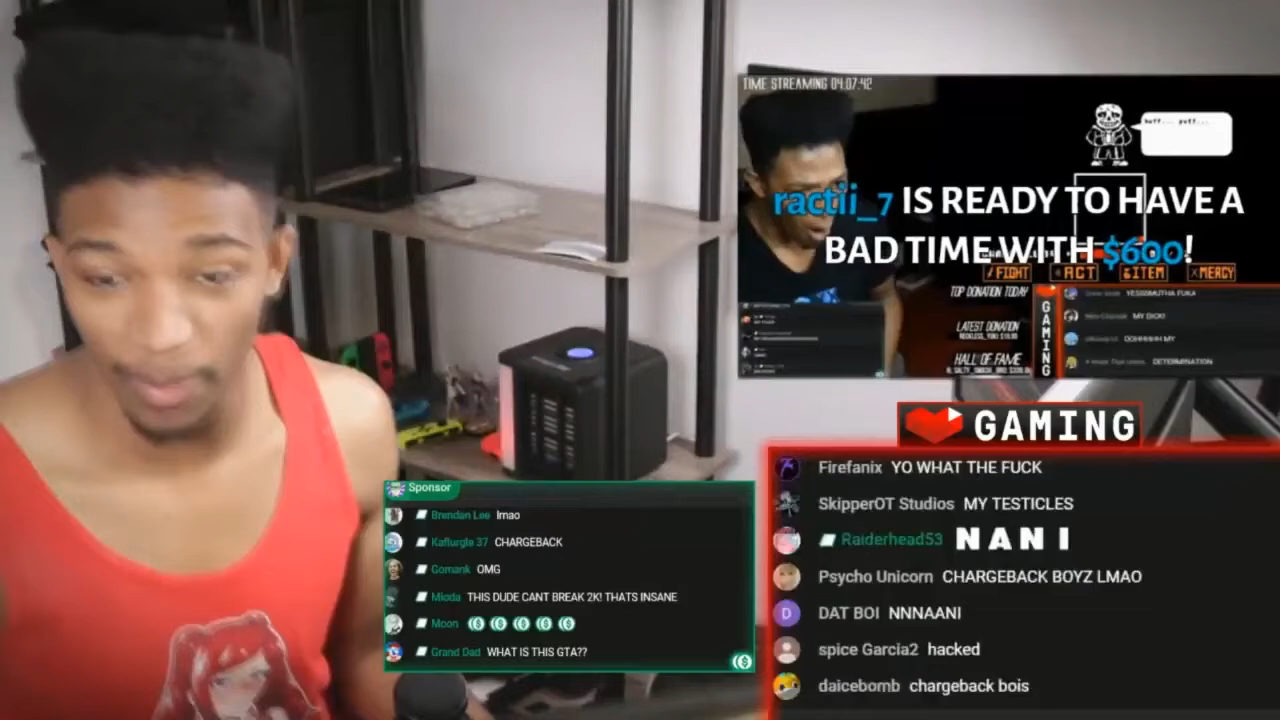 TIME STREAMING 04.07.42
huff... puff...
ractii_7 IS READY TO HAVE A
BAD TIME WITH $600!
FIGHT ACT ITEM MERCY
TOP DONATION TODAY
LATEST DONATION
HALL OF FAME
GAMING
YESSSMUTHA FUKA
MY DICK!
OOHHHHH MY
DETERMINATION
GAMING
Firefanix YO WHAT THE FUCK
SkipperOT Studios MY TESTICLES
Raiderhead53 NANI
Psycho Unicorn CHARGEBACK BOYZ LMAO
DAT BOI NNNAANI
spice Garcia2 hacked
daicebomb chargeback bois
D
Sponsor
Brendan Lee lmao
Kaflurgle 37 CHARGEBACK
Gomank OMG
Mioda THIS DUDE CANT BREAK 2K! THATS INSANE
Moon
Grand Dad WHAT IS THIS GTA??